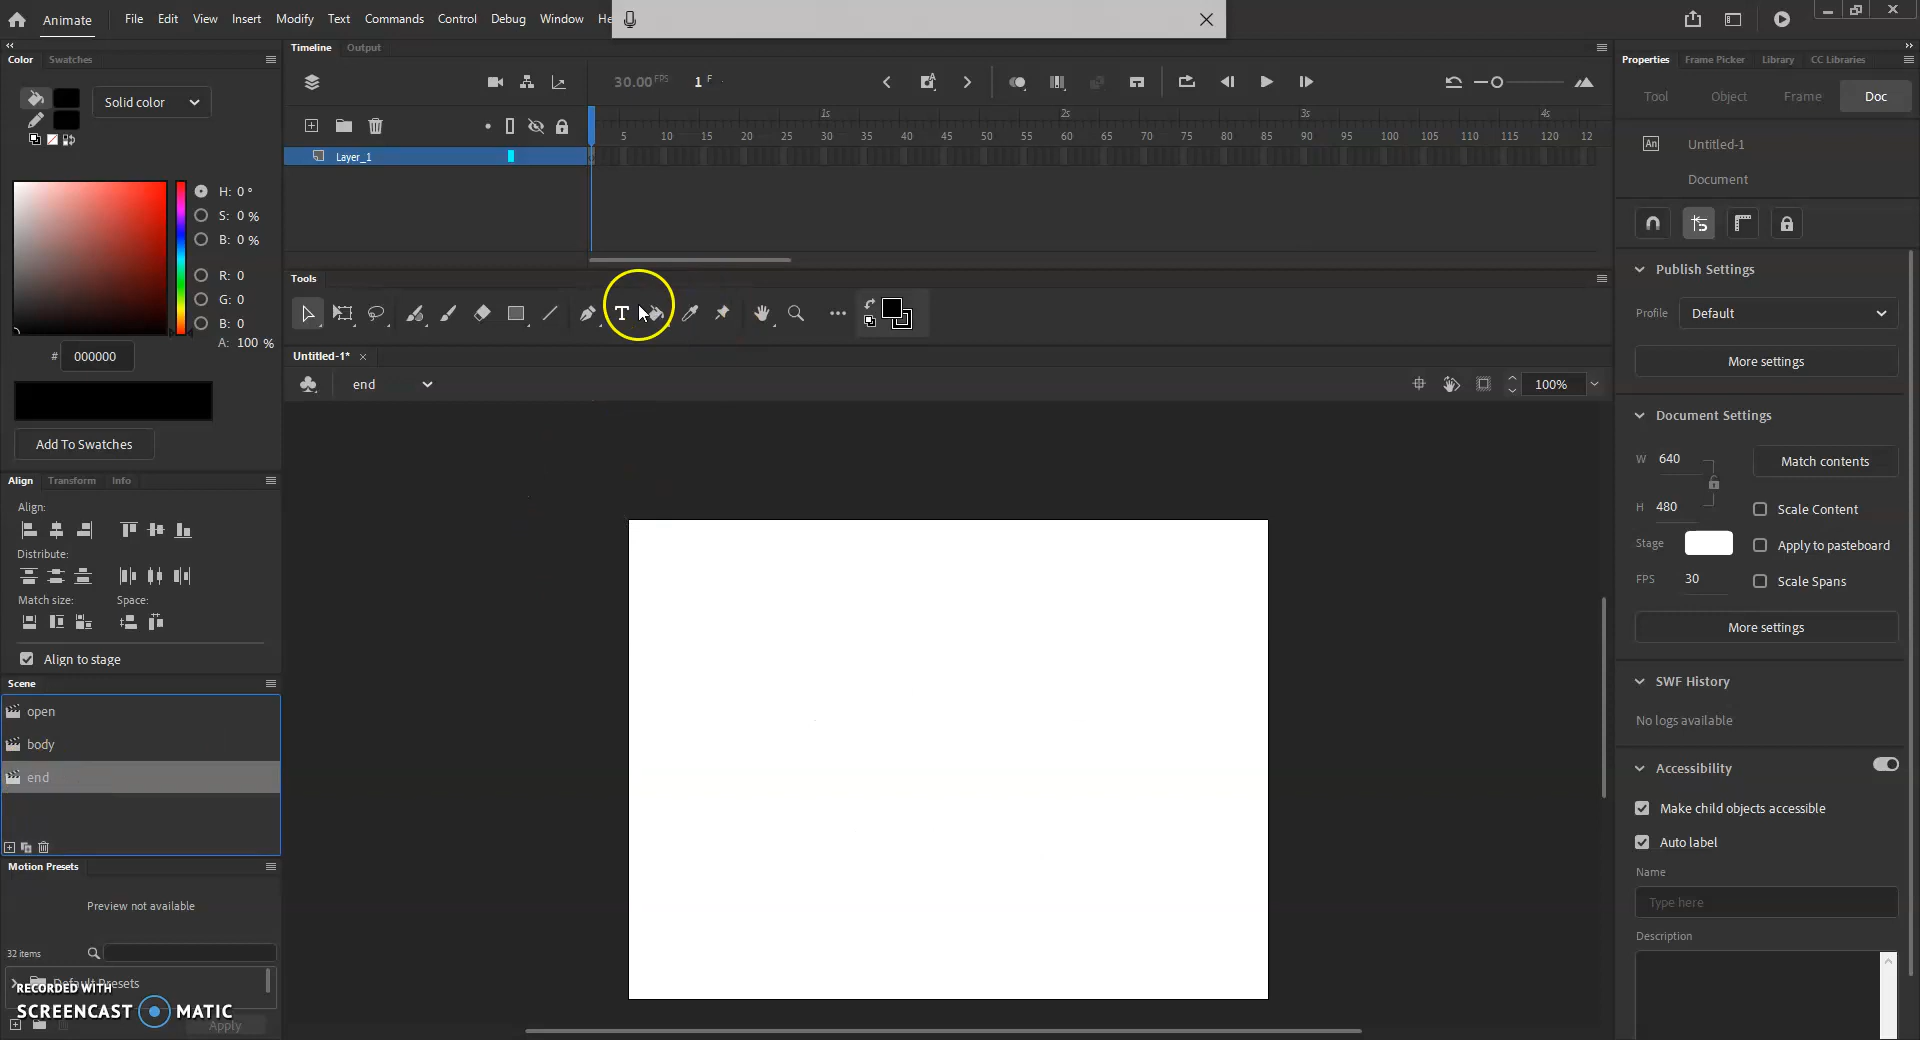 Animate File Edit View Insert Modify Text Commands Control Debug Window He
Color Swatches
Timeline Output
Properties Frame Picker Library CC Libraries
Solid color
30.00 FPS 1 F
Tool Object Frame Doc
1s 2s 3s 4s
5 10 15 20 25 30 35 40 45 50 55 60 65 70 75 80 85 90 95 100 105 110 115 120 12
Layer_1
An Untitled-1
Document
H: 0 °
S: 0 %
B: 0 %
R: 0
G: 0
B: 0
A: 100 %
# 000000
Add To Swatches
Tools
T
Untitled-1* ×
end
100%
Publish Settings
Profile Default
More settings
Document Settings
W 640
Match contents
H 480
Scale Content
Stage
Apply to pasteboard
FPS 30
Scale Spans
More settings
SWF History
No logs available
Accessibility
Make child objects accessible
Auto label
Name
Type here
Description
Align Transform Info
Align:
Distribute:
Match size: Space:
Align to stage
Scene
open
body
end
Motion Presets
Preview not available
32 items
Default Presets
RECORDED WITH
SCREENCAST MATIC
Apply